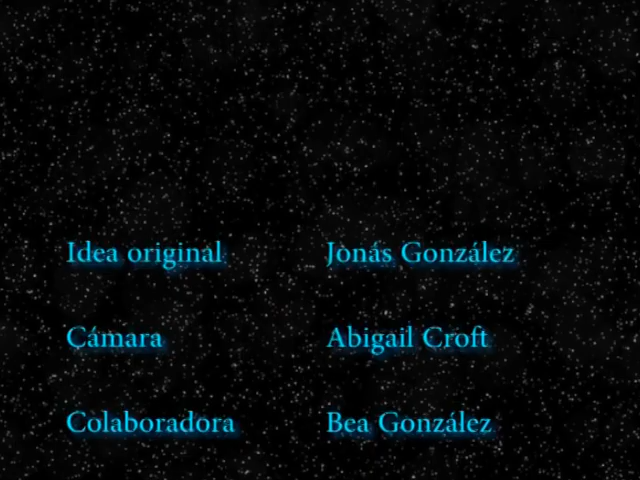 Idea original Jonás González
Cámara Abigail Croft
Colaboradora Bea González